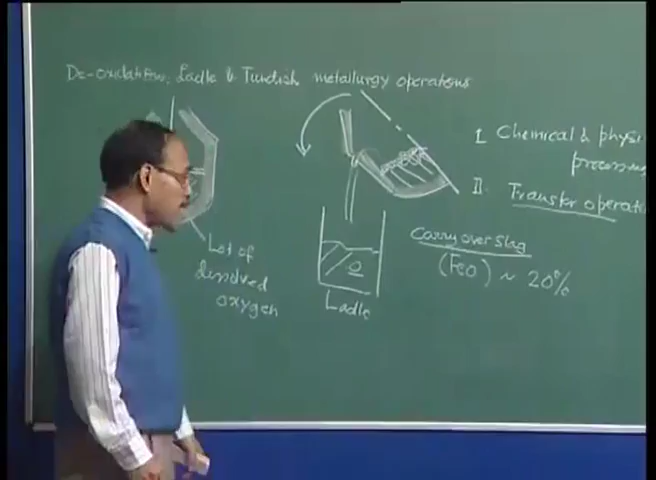 De-oxidation, Ladle & Tundish metallurgy operations
I Chemical & physi
processing
II. Transfer operati
Lot of
dissolved
oxygen
Ladle
Carry over slag
(FeO) ~ 20%